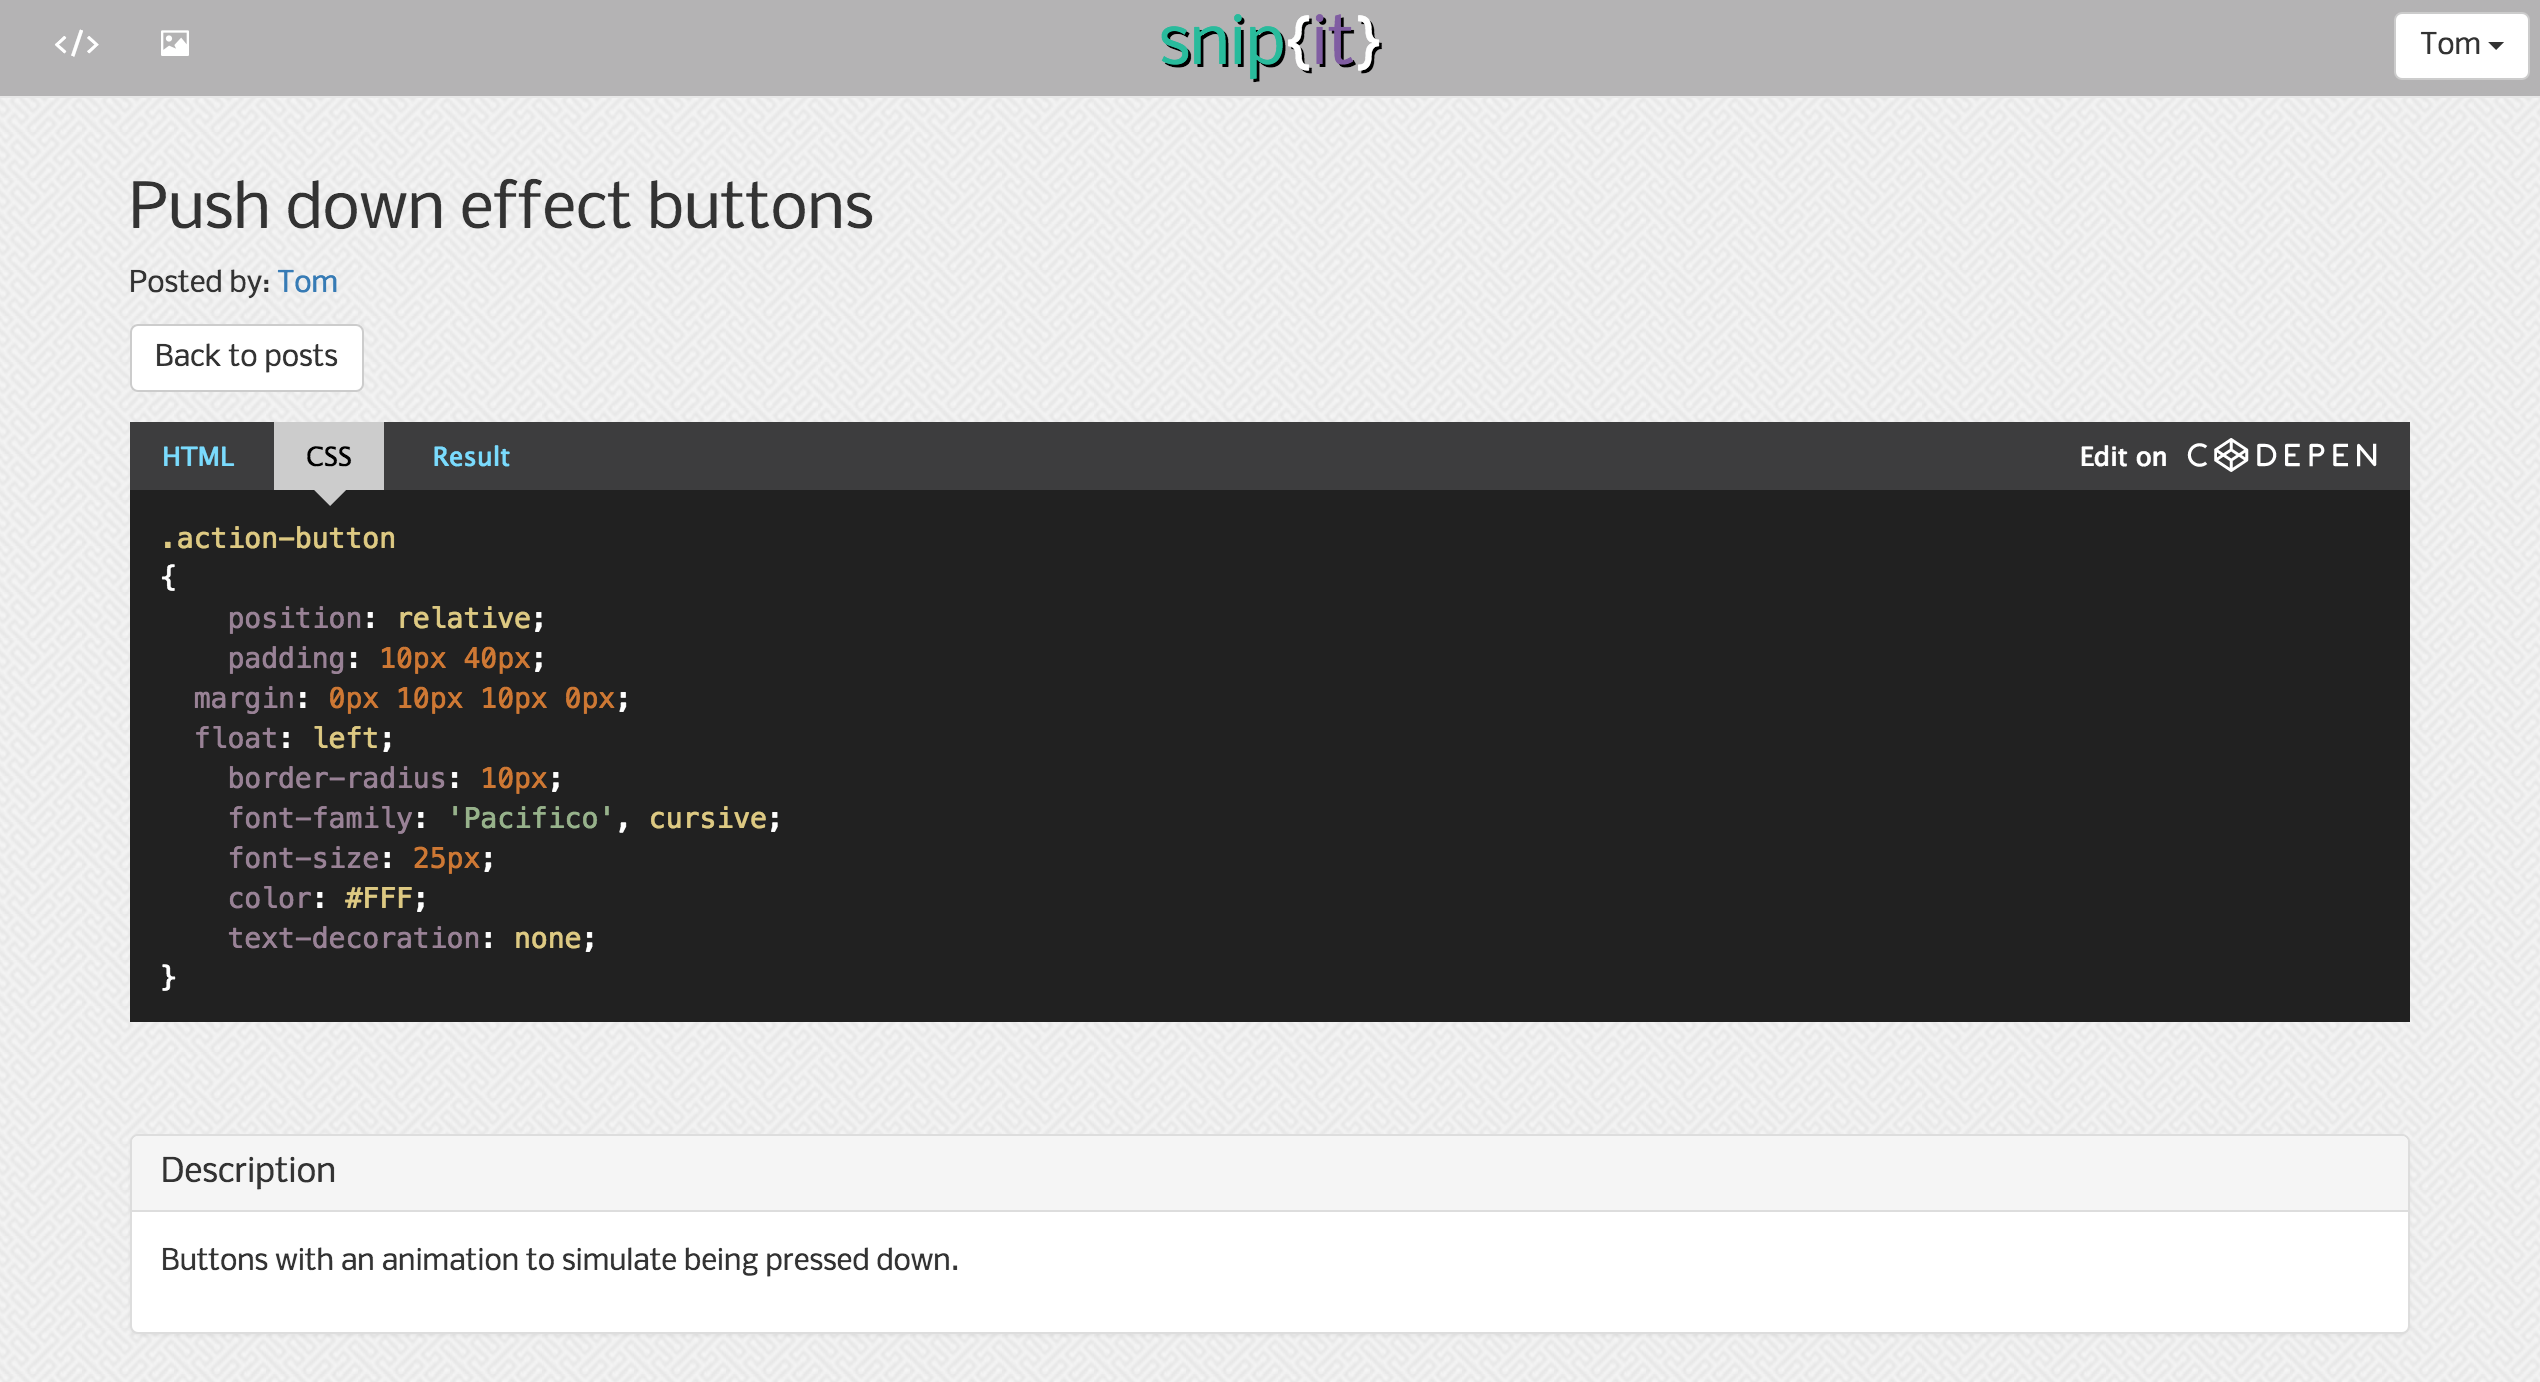 </>
snip{it}
Tom
Push down effect buttons
Posted by: Tom
Back to posts
HTML CSS Result Edit on CODEPEN
.action-button
{
    position: relative;
    padding: 10px 40px;
  margin: 0px 10px 10px 0px;
  float: left;
    border-radius: 10px;
    font-family: 'Pacifico', cursive;
    font-size: 25px;
    color: #FFF;
    text-decoration: none;
}
Description
Buttons with an animation to simulate being pressed down.